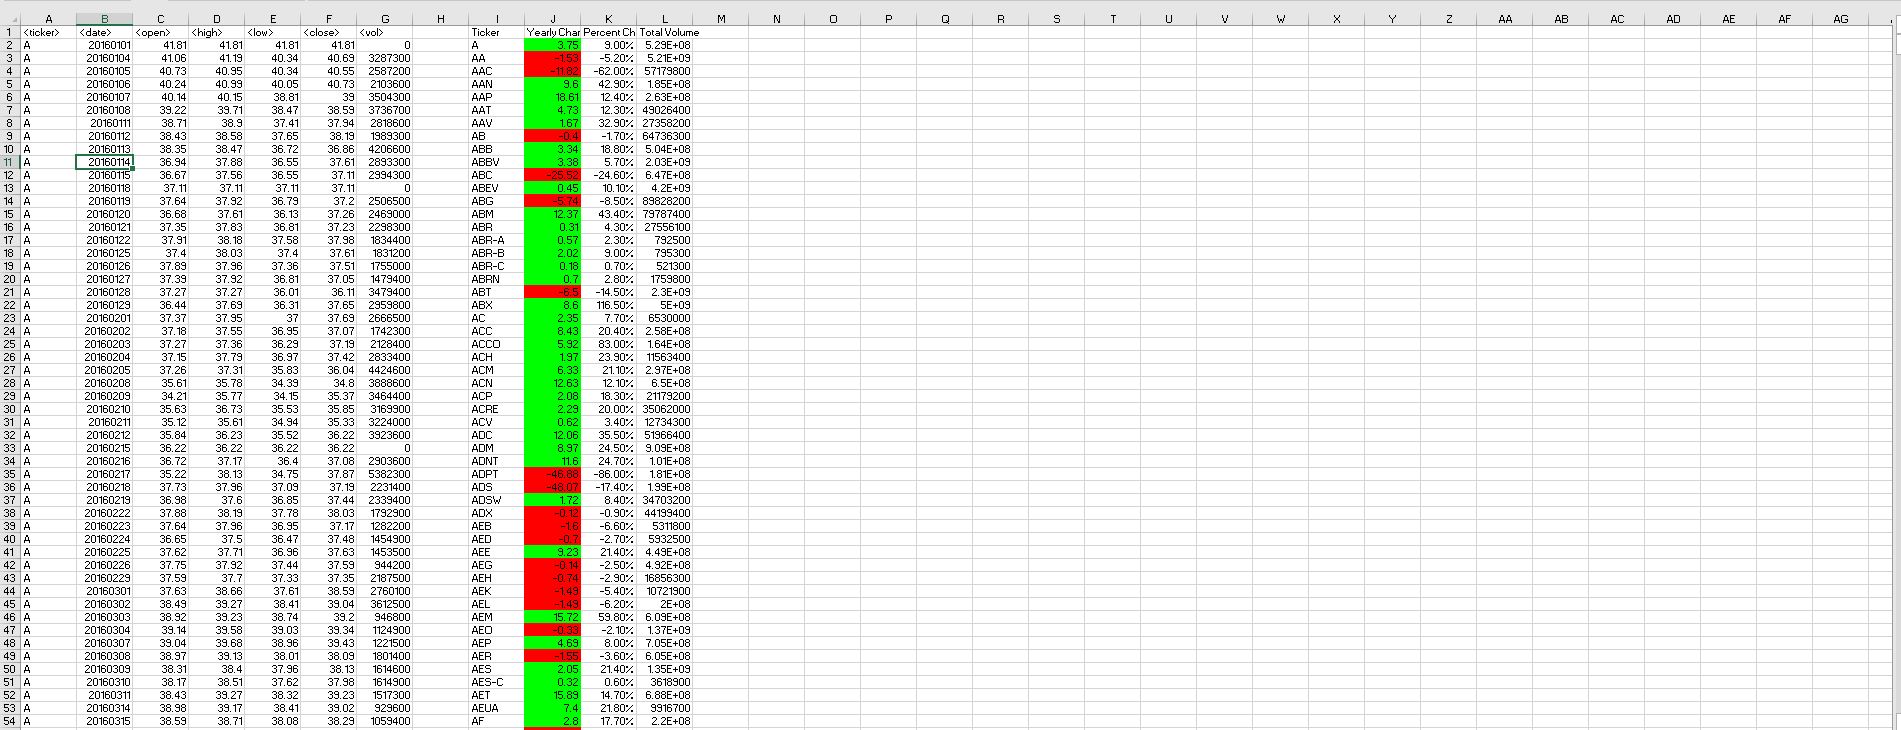 A B C D E F G H I J K L M N O P Q R S T U V W X Y Z AA AB AC AD AE AF AG
1 <ticker> <date> <open> <high> <low> <close> <vol> Ticker Yearly Char Percent Ch Total Volume
2 A 20160101 41.81 41.81 41.81 41.81 0 A 3.75 9.00% 5.29E+08
3 A 20160104 41.06 41.19 40.34 40.69 3287300 AA -1.59 -5.20% 5.21E+09
4 A 20160105 40.73 40.95 40.34 40.55 2587200 AAC -11.82 -62.00% 57179800
5 A 20160106 40.24 40.99 40.05 40.73 2103600 AAN 9.6 42.90% 1.85E+08
6 A 20160107 40.14 40.15 38.81 39 3504300 AAP 18.61 12.40% 2.63E+08
7 A 20160108 39.22 39.71 38.47 38.59 3736700 AAT 4.73 12.30% 49026400
8 A 20160111 38.71 38.9 37.41 37.94 2818600 AAV 1.67 32.90% 27358200
9 A 20160112 38.43 38.58 37.65 38.19 1989300 AB -0.4 -1.70% 64736300
10 A 20160113 38.35 38.47 36.72 36.86 4206600 ABB 3.34 18.80% 5.04E+08
11 A 20160114 36.94 37.88 36.55 37.61 2893300 ABBV 3.38 5.70% 2.03E+09
12 A 20160115 36.67 37.56 36.55 37.11 2994300 ABC -25.52 -24.60% 6.47E+08
13 A 20160118 37.11 37.11 37.11 37.11 0 ABEV 0.45 10.10% 4.2E+09
14 A 20160119 37.64 37.92 36.79 37.2 2506500 ABG -5.74 -8.50% 89828200
15 A 20160120 36.68 37.61 36.13 37.26 2469000 ABM 12.37 43.40% 79787400
16 A 20160121 37.35 37.83 36.81 37.23 2298300 ABR 0.31 4.30% 27556100
17 A 20160122 37.91 38.18 37.58 37.98 1834400 ABR-A 0.57 2.30% 792500
18 A 20160125 37.4 38.03 37.4 37.61 1831200 ABR-B 2.02 9.00% 795300
19 A 20160126 37.89 37.96 37.36 37.51 1755000 ABR-C 0.18 0.70% 521300
20 A 20160127 37.39 37.92 36.81 37.05 1479400 ABRN 0.7 2.80% 1759800
21 A 20160128 37.27 37.27 36.01 36.11 3479400 ABT -6.5 -14.50% 2.3E+09
22 A 20160129 36.44 37.69 36.31 37.65 2959800 ABX 8.6 116.50% 5E+09
23 A 20160201 37.37 37.95 37 37.69 2666500 AC 2.35 7.70% 6530000
24 A 20160202 37.18 37.55 36.95 37.07 1742300 ACC 8.43 20.40% 2.58E+08
25 A 20160203 37.27 37.36 36.29 37.19 2128400 ACCO 5.92 83.00% 1.64E+08
26 A 20160204 37.15 37.79 36.97 37.42 2833400 ACH 1.97 23.90% 11563400
27 A 20160205 37.26 37.31 35.83 36.04 4424600 ACM 6.33 21.10% 2.97E+08
28 A 20160208 35.61 35.78 34.39 34.8 3888600 ACN 12.63 12.10% 6.5E+08
29 A 20160209 34.21 35.77 34.15 35.37 3464400 ACP 2.08 18.30% 21179200
30 A 20160210 35.63 36.73 35.53 35.85 3169900 ACRE 2.29 20.00% 35062000
31 A 20160211 35.12 35.61 34.94 35.33 3224000 ACV 0.62 3.40% 12734300
32 A 20160212 35.84 36.23 35.52 36.22 3923600 ADC 12.06 35.50% 51966400
33 A 20160215 36.22 36.22 36.22 36.22 0 ADM 8.97 24.50% 9.09E+08
34 A 20160216 36.72 37.17 36.4 37.08 2903600 ADNT 11.6 24.70% 1.01E+08
35 A 20160217 35.22 38.13 34.75 37.87 5382300 ADPT -86.00% 1.81E+08
36 A 20160218 37.73 37.96 37.09 37.19 2231400 ADS -48.07 -17.40% 1.99E+08
37 A 20160219 36.98 37.6 36.85 37.44 2339400 ADSW 1.72 8.40% 34703200
38 A 20160222 37.88 38.19 37.78 38.03 1792900 ADX -0.12 -0.90% 44199400
39 A 20160223 37.64 37.96 36.95 37.17 1282200 AEB -1.6 -6.60% 5311800
40 A 20160224 36.65 37.5 36.47 37.48 1454900 AED -0.7 -2.70% 5932500
41 A 20160225 37.62 37.71 36.96 37.63 1453500 AEE 9.23 21.40% 4.49E+08
42 A 20160226 37.75 37.92 37.44 37.59 944200 AEG -0.14 -2.50% 4.92E+08
43 A 20160229 37.59 37.7 37.33 37.35 2187500 AEH -0.74 -2.90% 16856300
44 A 20160301 37.63 38.66 37.61 38.59 2760100 AEK -1.49 -5.40% 10721900
45 A 20160302 38.49 39.27 38.41 39.04 3612500 AEL -1.49 -6.20% 2E+08
46 A 20160303 38.92 39.23 38.74 39.2 946800 AEM 15.72 59.80% 6.09E+08
47 A 20160304 39.14 39.58 39.03 39.34 1124900 AEO -0.33 -2.10% 1.37E+09
48 A 20160307 39.04 39.68 38.96 39.43 1221500 AEP 4.69 8.00% 7.05E+08
49 A 20160308 38.97 39.13 38.01 38.09 1801400 AER -1.55 -3.60% 6.05E+08
50 A 20160309 38.31 38.4 37.96 38.13 1614600 AES 2.05 21.40% 1.35E+09
51 A 20160310 38.17 38.51 37.62 37.98 1614900 AES-C 0.32 0.60% 3618900
52 A 20160311 38.43 39.27 38.32 39.23 1517300 AET 15.89 14.70% 6.88E+08
53 A 20160314 38.98 39.17 38.41 39.02 929600 AEUA 7.4 21.80% 9916700
54 A 20160315 38.59 38.71 38.08 38.29 1059400 AF 2.8 17.70% 2.2E+08